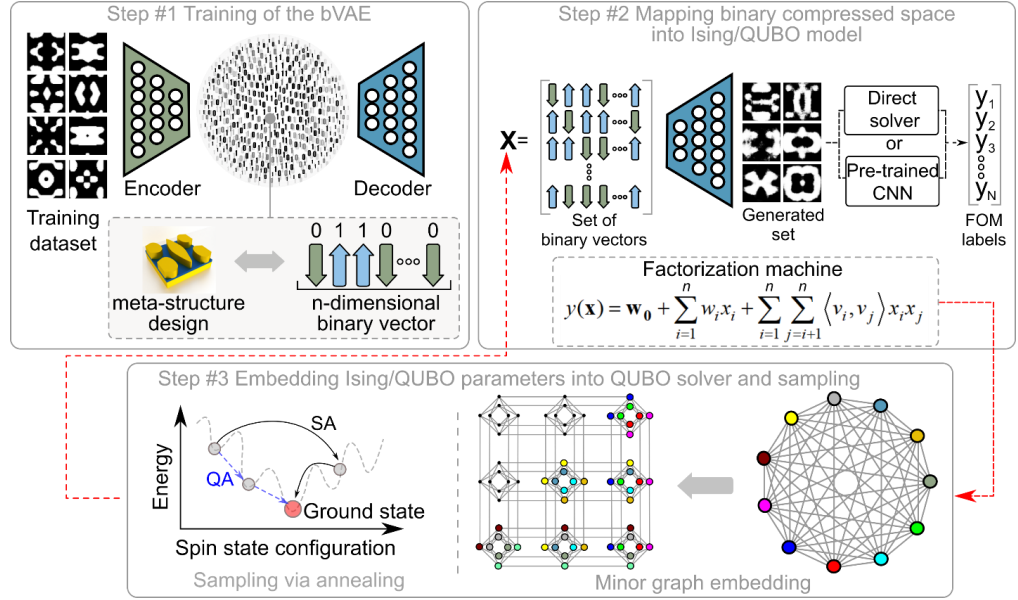 Step #1 Training of the bVAE
Encoder
Decoder
Training
dataset
0 1 1 0 0
meta-structure
design
n-dimensional
binary vector
Step #2 Mapping binary compressed space
into Ising/QUBO model
X=
Set of
binary vectors
Generated
set
Direct
solver
or
Pre-trained
CNN
y1
y2
y3
yN
FOM
labels
Factorization machine
y(x) = w₀ + ∑ᵢ₌₁ⁿ wᵢxᵢ + ∑ᵢ₌₁ⁿ ∑ⱼ₌ᵢ₊₁ⁿ ⟨vᵢ, vⱼ⟩ xᵢxⱼ
Step #3 Embedding Ising/QUBO parameters into QUBO solver and sampling
Energy
SA
QA
Ground state
Spin state configuration
Sampling via annealing
Minor graph embedding